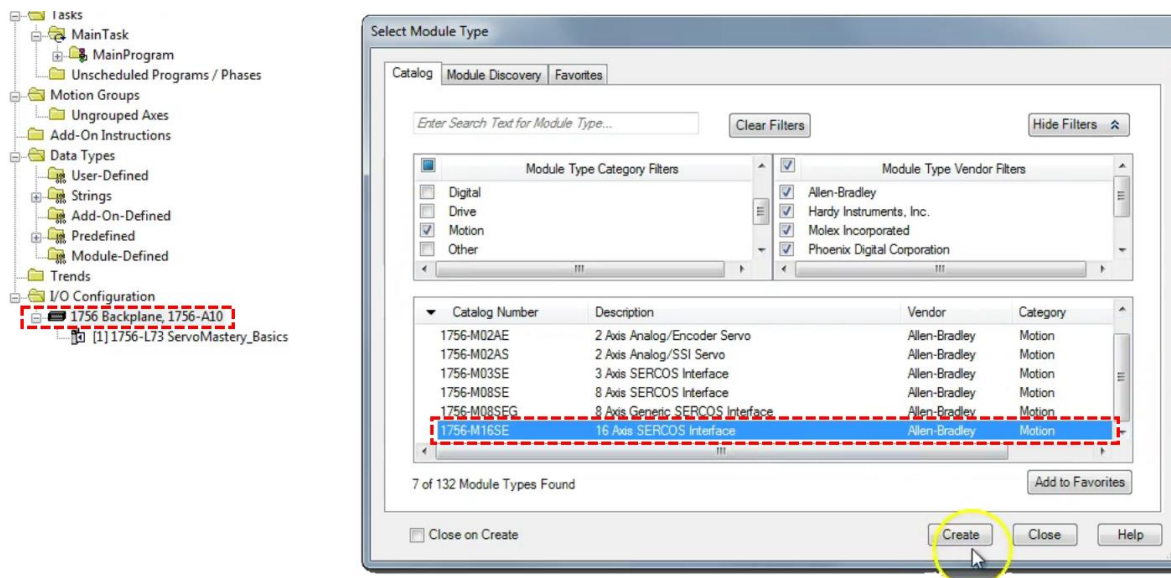 Tasks
MainTask
MainProgram
Unscheduled Programs / Phases
Motion Groups
Ungrouped Axes
Add-On Instructions
Data Types
User-Defined
Strings
Add-On-Defined
Predefined
Module-Defined
Trends
I/O Configuration
1756 Backplane, 1756-A10
[1] 1756-L73 ServoMastery_Basics
Select Module Type
Catalog Module Discovery Favorites
Enter Search Text for Module Type... Clear Filters Hide Filters
Module Type Category Filters Module Type Vendor Filters
Digital Allen-Bradley
Drive Hardy Instruments, Inc.
Motion Molex Incorporated
Other Phoenix Digital Corporation
Catalog Number Description Vendor Category
1756-M02AE 2 Axis Analog/Encoder Servo Allen-Bradley Motion
1756-M02AS 2 Axis Analog/SSI Servo Allen-Bradley Motion
1756-M03SE 3 Axis SERCOS Interface Allen-Bradley Motion
1756-M08SE 8 Axis SERCOS Interface Allen-Bradley Motion
1756-M08SEG 8 Axis Generic SERCOS Interface Allen-Bradley Motion
1756-M16SE 16 Axis SERCOS Interface Allen-Bradley Motion
7 of 132 Module Types Found Add to Favorites
Close on Create Create Close Help